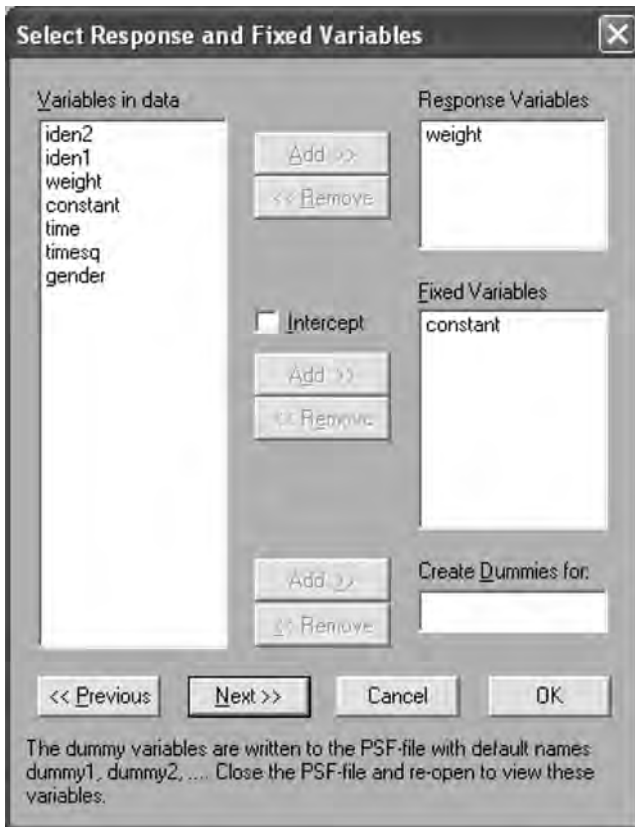 Select Response and Fixed Variables
Variables in data
iden2
iden1
weight
constant
time
timesq
gender
Add >>
<< Remove
Response Variables
weight
Intercept
Add >>
<< Remove
Fixed Variables
constant
Add >>
<< Remove
Create Dummies for:
<< Previous
Next >>
Cancel
OK
The dummy variables are written to the PSF-file with default names
dummy1, dummy2, .... Close the PSF-file and re-open to view these
variables.